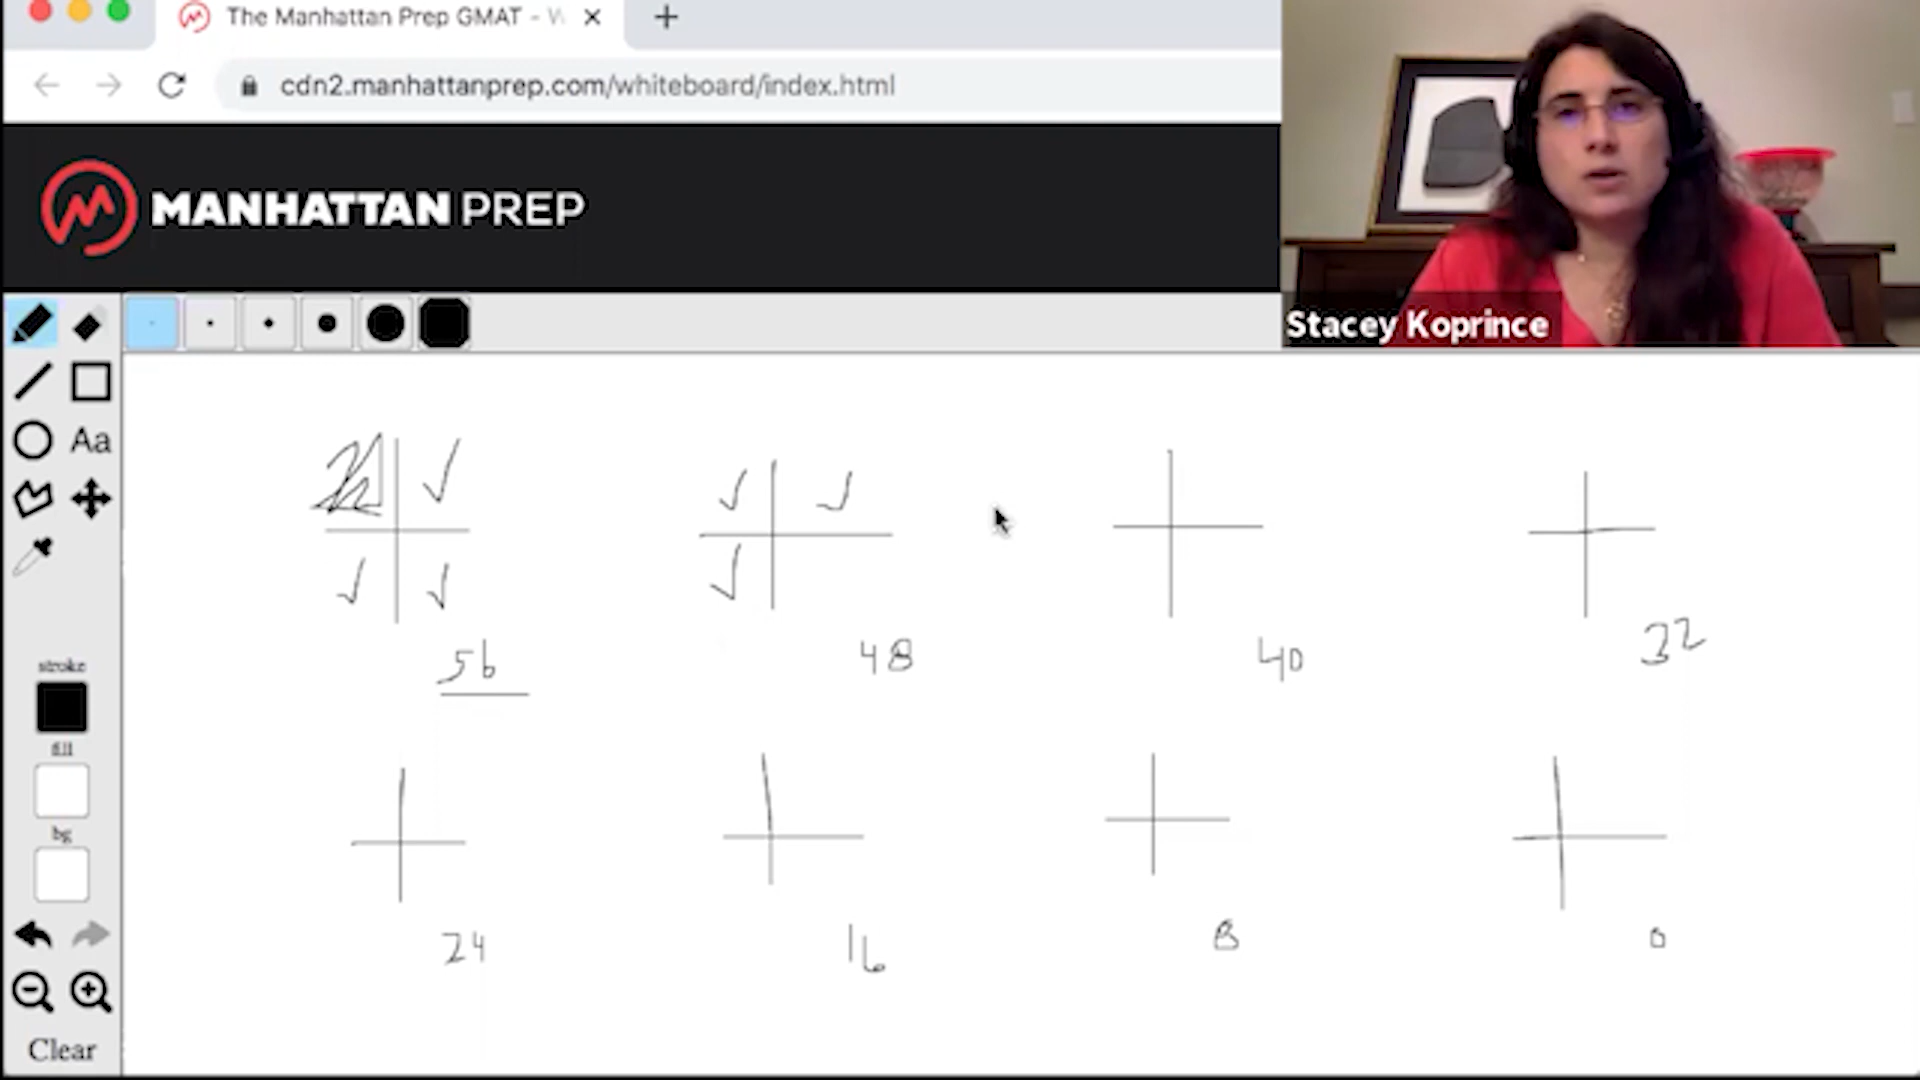 The Manhattan Prep GMAT - W
cdn2.manhattanprep.com/whiteboard/index.html
MANHATTAN PREP
Stacey Koprince
Aa
56
48
40
32
stroke
fill
bg
24
16
8
0
Clear